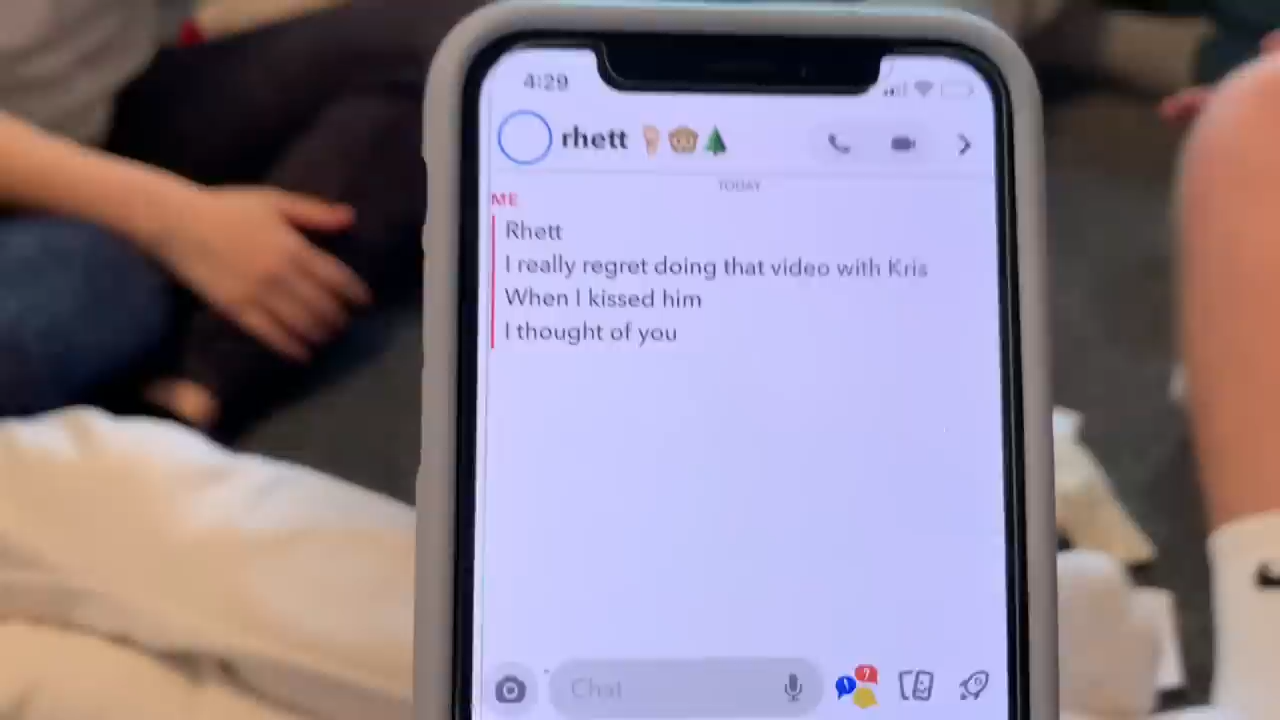 4:29
rhett
TODAY
ME
Rhett
I really regret doing that video with Kris
When I kissed him
I thought of you
Chat